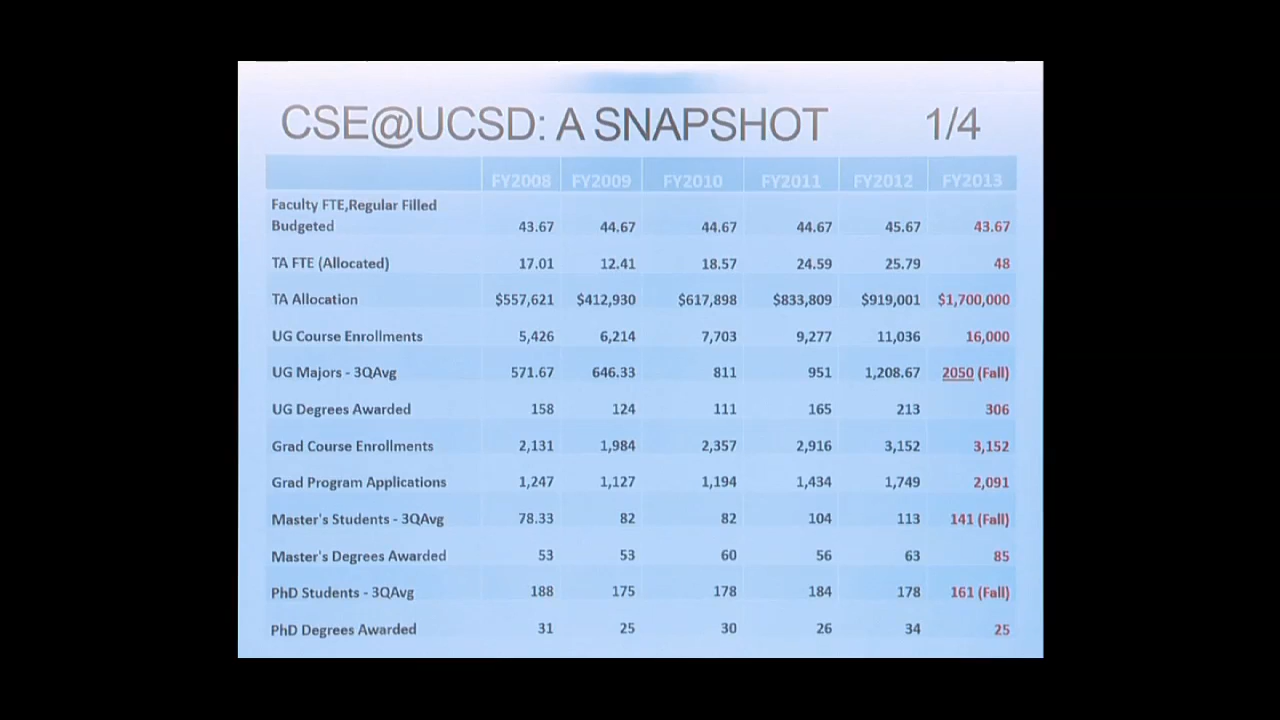 CSE@UCSD: A SNAPSHOT 1/4
FY2008 FY2009 FY2010 FY2011 FY2012 FY2013
Faculty FTE,Regular Filled
Budgeted 43.67 44.67 44.67 44.67 45.67 43.67
TA FTE (Allocated) 17.01 12.41 18.57 24.59 25.79 48
TA Allocation $557,621 $412,930 $617,898 $833,809 $919,001 $1,700,000
UG Course Enrollments 5,426 6,214 7,703 9,277 11,036 16,000
UG Majors - 3QAvg 571.67 646.33 811 951 1,208.67 2050 (Fall)
UG Degrees Awarded 158 124 111 165 213 306
Grad Course Enrollments 2,131 1,984 2,357 2,916 3,152 3,152
Grad Program Applications 1,247 1,127 1,194 1,434 1,749 2,091
Master's Students - 3QAvg 78.33 82 82 104 113 141 (Fall)
Master's Degrees Awarded 53 53 60 56 63 85
PhD Students - 3QAvg 188 175 178 184 178 161 (Fall)
PhD Degrees Awarded 31 25 30 26 34 25